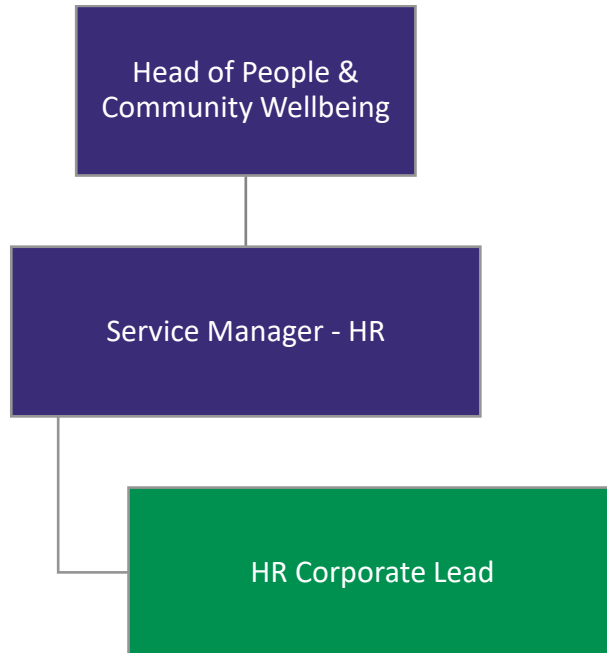 Head of People &
Community Wellbeing
Service Manager - HR
HR Corporate Lead